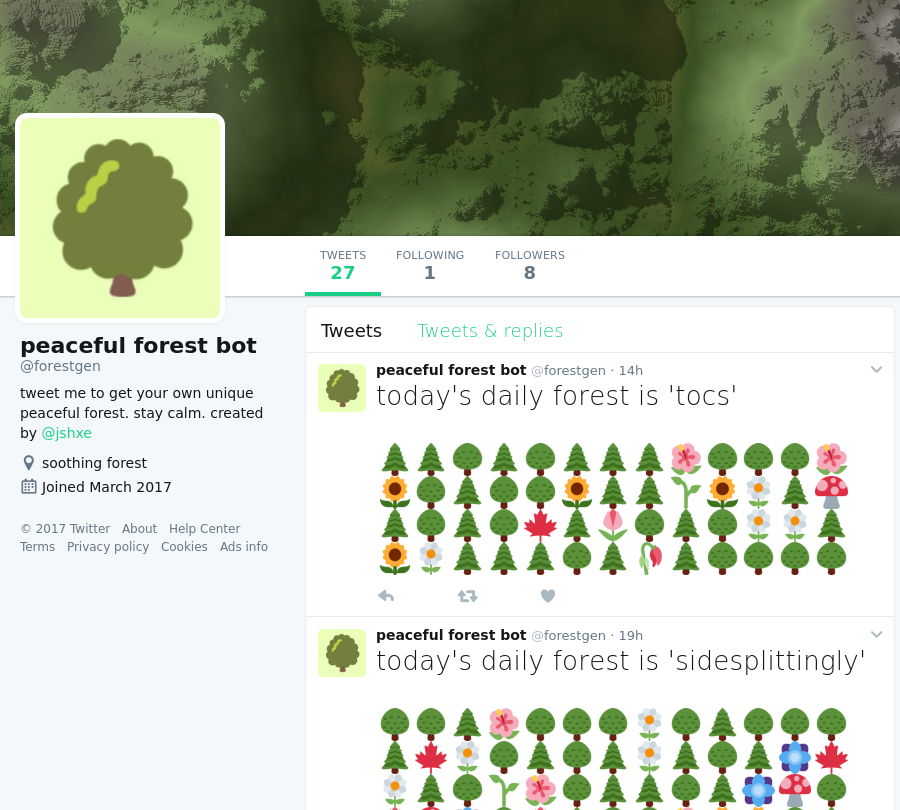 TWEETS FOLLOWING FOLLOWERS
27 1 8
peaceful forest bot
@forestgen
tweet me to get your own unique
peaceful forest. stay calm. created
by @jshxe
soothing forest
Joined March 2017
© 2017 Twitter About Help Center
Terms Privacy policy Cookies Ads info
Tweets Tweets & replies
peaceful forest bot @forestgen · 14h
today's daily forest is 'tocs'
peaceful forest bot @forestgen · 19h
today's daily forest is 'sidesplittingly'